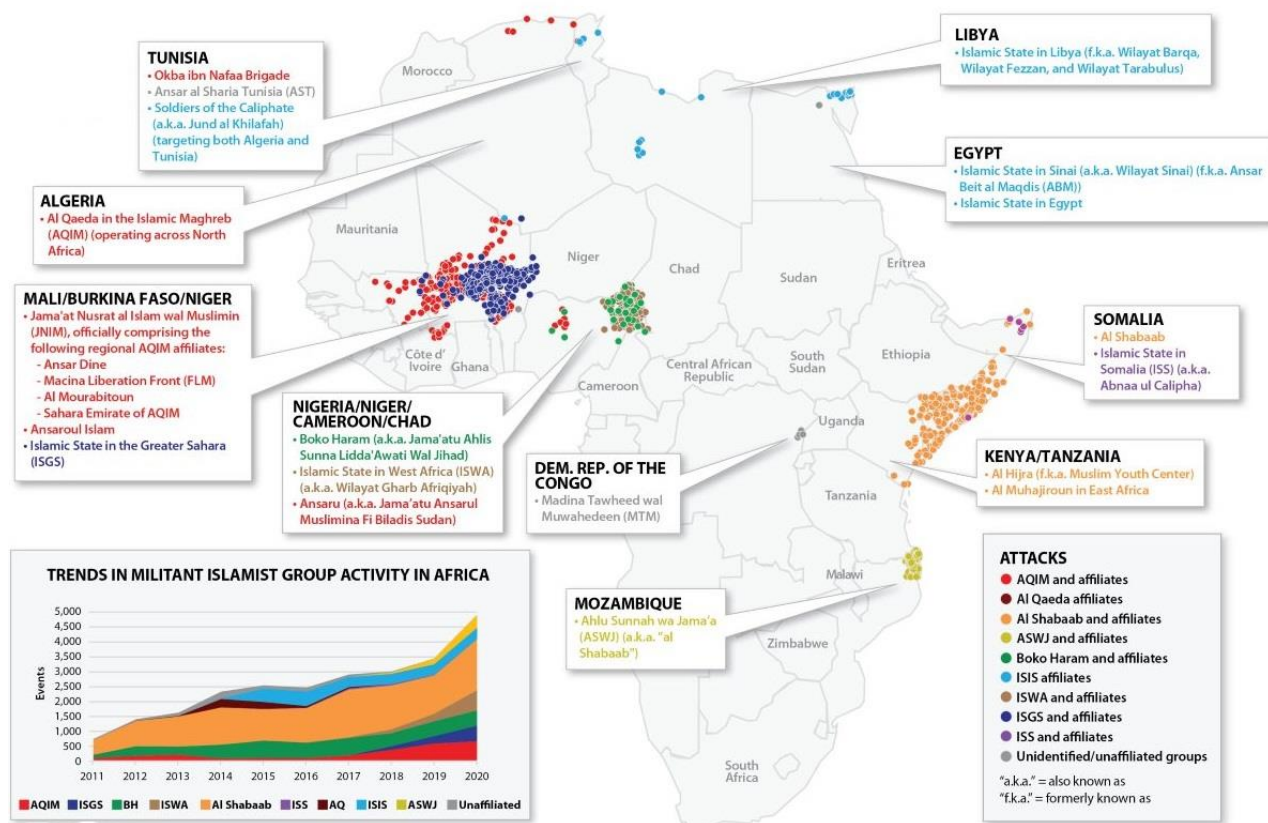 TUNISIA
• Okba ibn Nafaa Brigade
• Ansar al Sharia Tunisia (AST)
• Soldiers of the Caliphate
(a.k.a. Jund al Khilafah)
(targeting both Algeria and
Tunisia)
ALGERIA
• Al Qaeda in the Islamic Maghreb
(AQIM) (operating across North
Africa)
MALI/BURKINA FASO/NIGER
• Jama'at Nusrat al Islam wal Muslimin
(JNIM), officially comprising the
following regional AQIM affiliates:
- Ansar Dine
- Macina Liberation Front (FLM)
- Al Mourabitoun
- Sahara Emirate of AQIM
• Ansaroul Islam
• Islamic State in the Greater Sahara
(ISGS)
NIGERIA/NIGER/
CAMEROON/CHAD
• Boko Haram (a.k.a. Jama'atu Ahlis
Sunna Lidda'Awati Wal Jihad)
• Islamic State in West Africa (ISWA)
(a.k.a. Wilayat Gharb Afriqiyah)
• Ansaru (a.k.a. Jama'atu Ansarul
Muslimina Fi Biladis Sudan)
LIBYA
• Islamic State in Libya (f.k.a. Wilayat Barqa,
Wilayat Fezzan, and Wilayat Tarabulus)
EGYPT
• Islamic State in Sinai (a.k.a. Wilayat Sinai) (f.k.a. Ansar
Beit al Maqdis (ABM))
• Islamic State in Egypt
SOMALIA
• Al Shabaab
• Islamic State in
Somalia (ISS) (a.k.a.
Abnaa ul Calipha)
KENYA/TANZANIA
• Al Hijra (f.k.a. Muslim Youth Center)
• Al Muhajiroun in East Africa
DEM. REP. OF THE
CONGO
• Madina Tawheed wal
Muwahedeen (MTM)
MOZAMBIQUE
• Ahlu Sunnah wa Jama'a
(ASWJ) (a.k.a. "al
Shabaab")
Morocco
Mauritania
Niger
Chad
Sudan
Eritrea
Côte d'
Ivoire
Ghana
Cameroon
Central African
Republic
South
Sudan
Ethiopia
Uganda
Tanzania
Malawi
Zimbabwe
South
Africa
TRENDS IN MILITANT ISLAMIST GROUP ACTIVITY IN AFRICA
Events
5,000
4,500
4,000
3,500
3,000
2,500
2,000
1,500
1,000
500
0
2011 2012 2013 2014 2015 2016 2017 2018 2019 2020
AQIM ISGS BH ISWA Al Shabaab ISS AQ ISIS ASWJ Unaffiliated
ATTACKS
AQIM and affiliates
Al Qaeda affiliates
Al Shabaab and affiliates
ASWJ and affiliates
Boko Haram and affiliates
ISIS affiliates
ISWA and affiliates
ISGS and affiliates
ISS and affiliates
Unidentified/unaffiliated groups
"a.k.a." = also known as
"f.k.a." = formerly known as